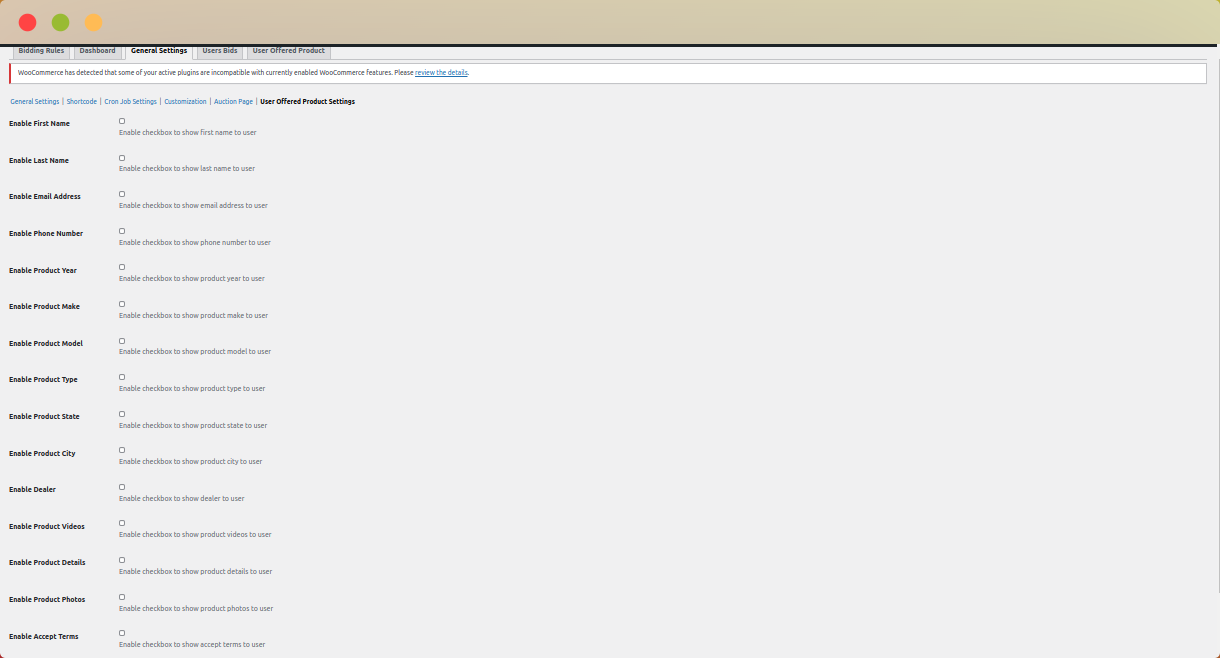 Bidding Rules Dashboard General Settings Users Bids User Offered Product
WooCommerce has detected that some of your active plugins are incompatible with currently enabled WooCommerce features. Please review the details.
General Settings | Shortcode | Cron Job Settings | Customization | Auction Page | User Offered Product Settings
Enable First Name
Enable checkbox to show first name to user
Enable Last Name
Enable checkbox to show last name to user
Enable Email Address
Enable checkbox to show email address to user
Enable Phone Number
Enable checkbox to show phone number to user
Enable Product Year
Enable checkbox to show product year to user
Enable Product Make
Enable checkbox to show product make to user
Enable Product Model
Enable checkbox to show product model to user
Enable Product Type
Enable checkbox to show product type to user
Enable Product State
Enable checkbox to show product state to user
Enable Product City
Enable checkbox to show product city to user
Enable Dealer
Enable checkbox to show dealer to user
Enable Product Videos
Enable checkbox to show product videos to user
Enable Product Details
Enable checkbox to show product details to user
Enable Product Photos
Enable checkbox to show product photos to user
Enable Accept Terms
Enable checkbox to show accept terms to user